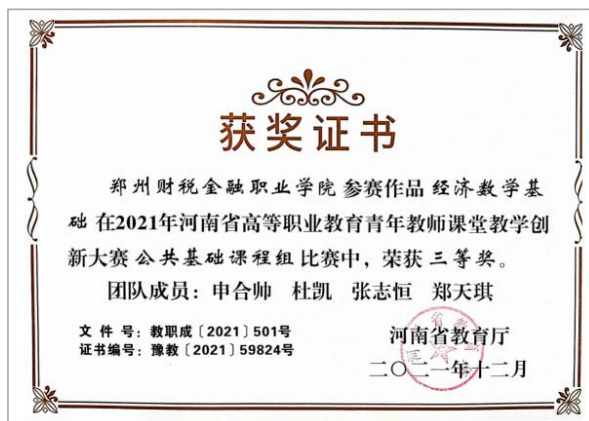 获奖证书
郑州财税金融职业学院 参赛作品 经济数学基
础 在2021年河南省高等职业教育青年教师课堂教学创
新大赛 公共基础课程组 比赛中，荣获 三等奖。
团队成员：申合帅 杜凯 张志恒 郑天琪
文 件 号：教职成〔2021〕501号
证书编号：豫教〔2021〕59824号
河南省教育厅
二〇二一年十二月